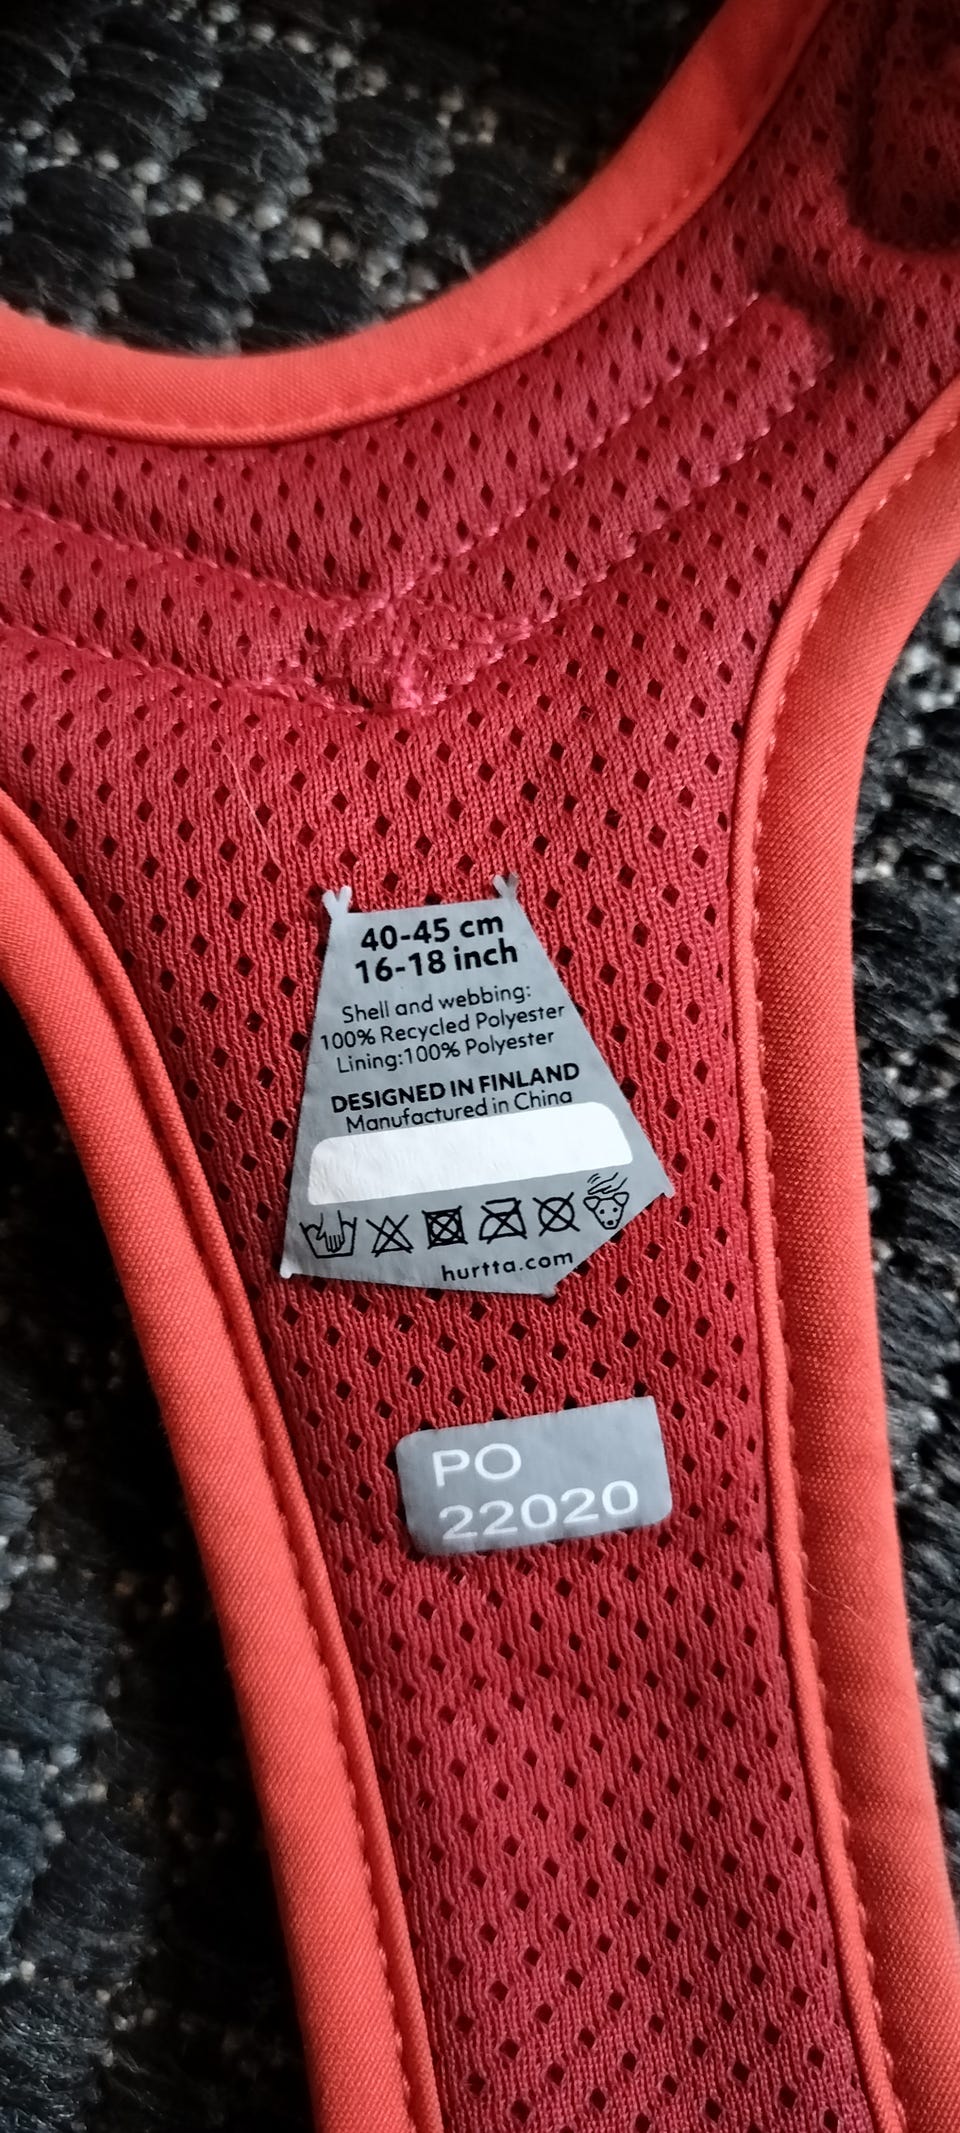 40-45 cm
16-18 inch
Shell and webbing:
100% Recycled Polyester
Lining:100% Polyester
DESIGNED IN FINLAND
Manufactured in China
hurtta.com
PO
22020